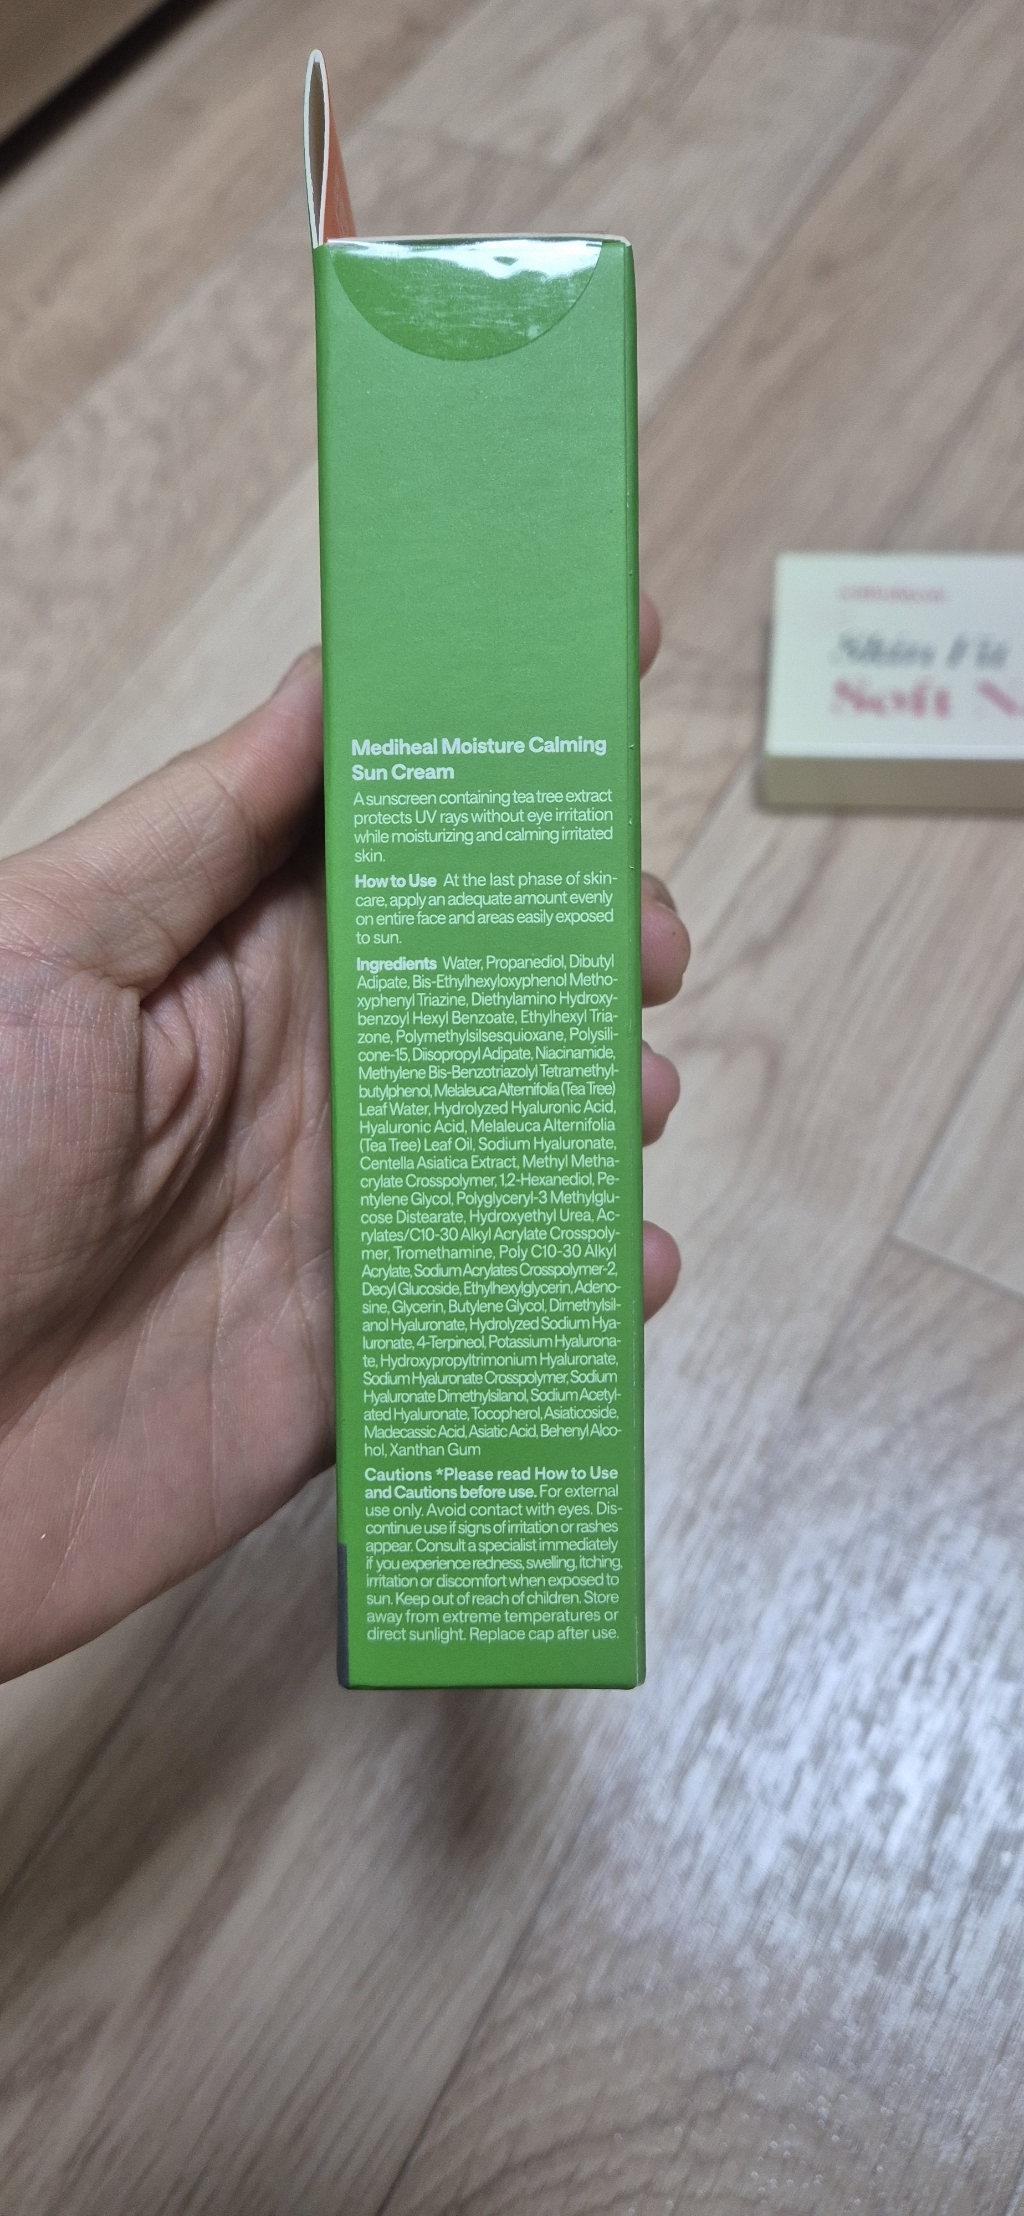 Mediheal Moisture Calming
Sun Cream
A sunscreen containing tea tree extract
protects UV rays without eye irritation
while moisturizing and calming irritated
skin.
How to Use At the last phase of skin-
care, apply an adequate amount evenly
on entire face and areas easily exposed
to sun.
Ingredients Water, Propanediol, Dibutyl
Adipate, Bis-Ethylhexyloxyphenol Metho-
xyphenyl Triazine, Diethylamino Hydroxy-
benzoyl Hexyl Benzoate, Ethylhexyl Tria-
zone, Polymethylsilsesquioxane, Polysili-
cone-15, Diisopropyl Adipate, Niacinamide,
Methylene Bis-Benzotriazolyl Tetramethyl-
butylphenol, Melaleuca Alternifolia (Tea Tree)
Leaf Water, Hydrolyzed Hyaluronic Acid,
Hyaluronic Acid, Melaleuca Alternifolia
(Tea Tree) Leaf Oil, Sodium Hyaluronate,
Centella Asiatica Extract, Methyl Metha-
crylate Crosspolymer, 1,2-Hexanediol, Pe-
ntylene Glycol, Polyglyceryl-3 Methylglu-
cose Distearate, Hydroxyethyl Urea, Ac-
rylates/C10-30 Alkyl Acrylate Crosspoly-
mer, Tromethamine, Poly C10-30 Alkyl
Acrylate, Sodium Acrylates Crosspolymer-2,
Decyl Glucoside, Ethylhexylglycerin, Adeno-
sine, Glycerin, Butylene Glycol, Dimethylsil-
anol Hyaluronate, Hydrolyzed Sodium Hya-
luronate, 4-Terpineol, Potassium Hyalurona-
te, Hydroxypropyltrimonium Hyaluronate,
Sodium Hyaluronate Crosspolymer, Sodium
Hyaluronate Dimethylsilanol, Sodium Acetyl-
ated Hyaluronate, Tocopherol, Asiaticoside,
Madecassic Acid, Asiatic Acid, Behenyl Alco-
hol, Xanthan Gum
Cautions *Please read How to Use
and Cautions before use. For external
use only. Avoid contact with eyes. Dis-
continue use if signs of irritation or rashes
appear. Consult a specialist immediately
if you experience redness, swelling, itching,
irritation or discomfort when exposed to
sun. Keep out of reach of children. Store
away from extreme temperatures or
direct sunlight. Replace cap after use.
Skin Fit
Soft